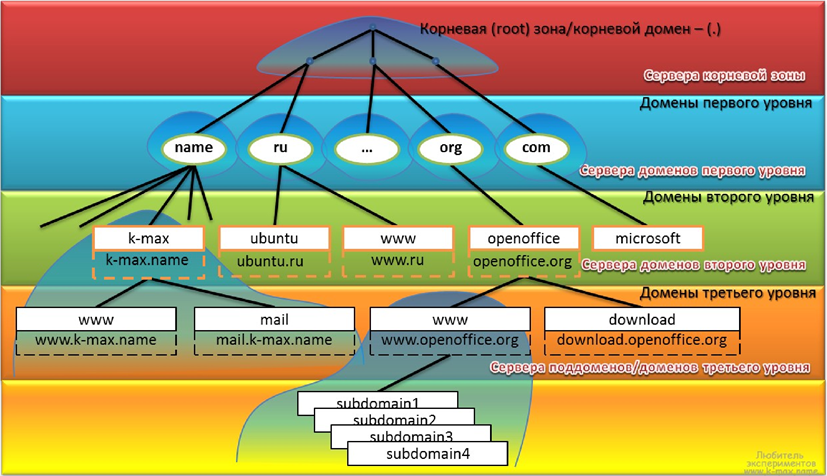 Корневая (root) зона/корневой домен – (.)
Сервера корневой зоны
Домены первого уровня
name
ru
...
org
com
Сервера доменов первого уровня
Домены второго уровня
k-max
ubuntu
www
openoffice
microsoft
k-max.name
ubuntu.ru
www.ru
openoffice.org
Сервера доменов второго уровня
Домены третьего уровня
www
mail
www
download
www.k-max.name
mail.k-max.name
www.openoffice.org
download.openoffice.org
Сервера поддоменов/доменов третьего уровня
subdomain1
subdomain2
subdomain3
subdomain4
Любитель
экспериментов
www.k-max.name